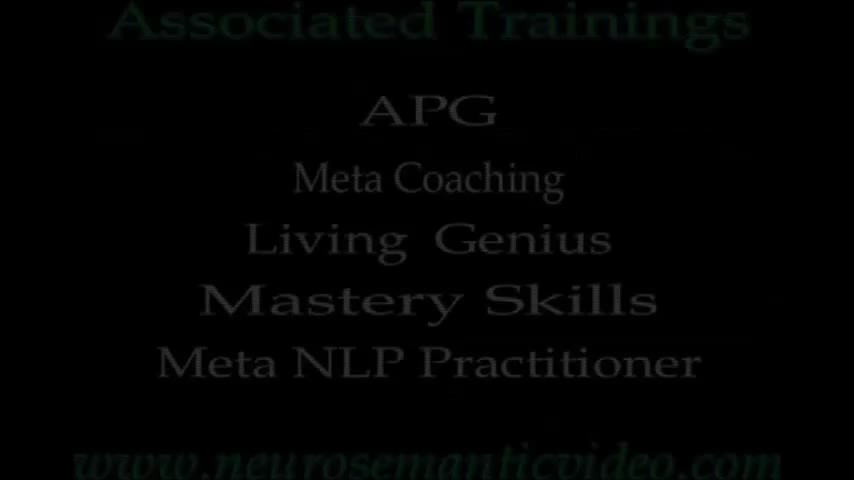 Associated Trainings
APG
Meta Coaching
Living Genius
Mastery Skills
Meta NLP Practitioner
www.neurosemanticvideo.com